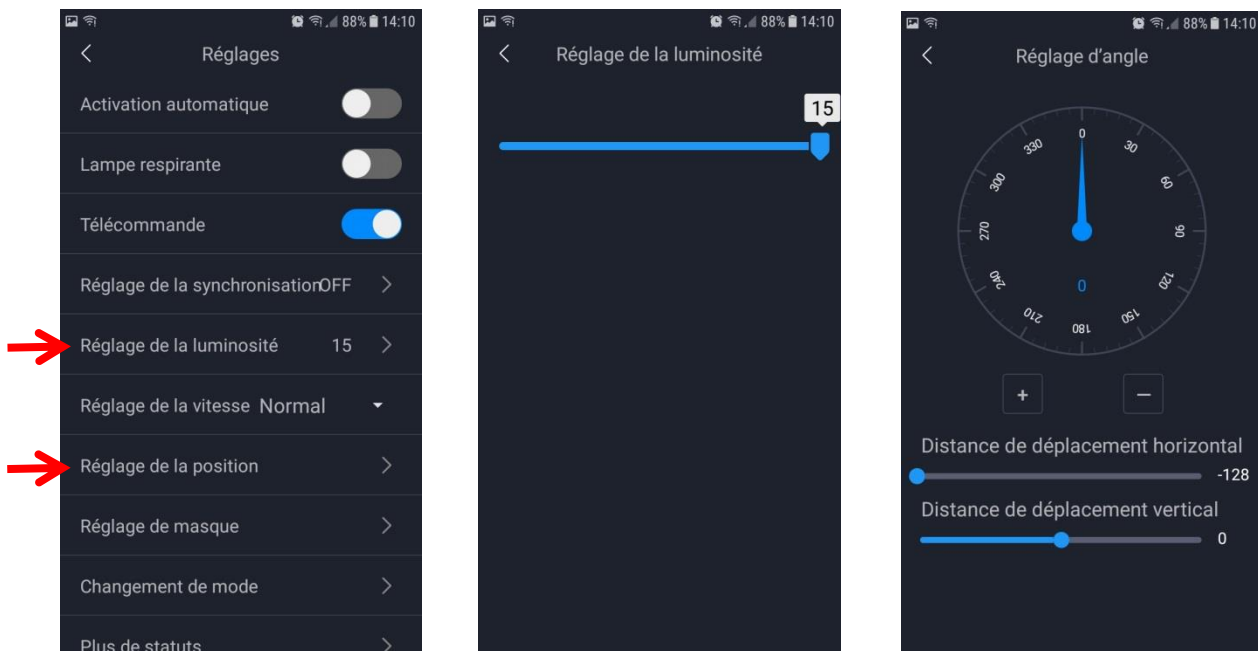 88% 14:10
Réglages
Activation automatique
Lampe respirante
Télécommande
Réglage de la synchronisationOFF
Réglage de la luminosité 15
Réglage de la vitesse Normal
Réglage de la position
Réglage de masque
Changement de mode
Plus de statuts
88% 14:10
Réglage de la luminosité
15
88% 14:10
Réglage d'angle
0
30
60
90
120
150
180
210
240
270
300
330
0
+ −
Distance de déplacement horizontal
-128
Distance de déplacement vertical
0